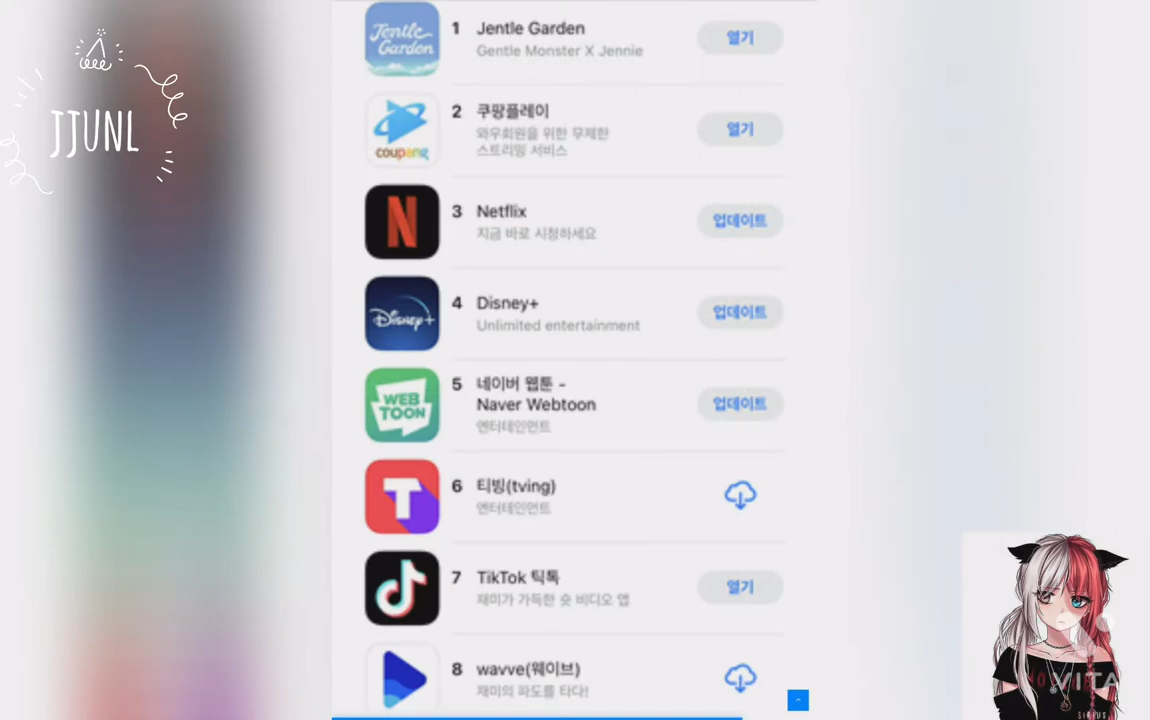 JJUNL
Jentle
Garden
1 Jentle Garden
Gentle Monster X Jennie
열기
coupang
2 쿠팡플레이
와우회원을 위한 무제한
스트리밍 서비스
열기
N
3 Netflix
지금 바로 시청하세요
업데이트
Disney+
4 Disney+
Unlimited entertainment
업데이트
WEB
TOON
5 네이버 웹툰 -
Naver Webtoon
엔터테인먼트
업데이트
T
6 티빙(tving)
엔터테인먼트
7 TikTok 틱톡
재미가 가득한 숏 비디오 앱
열기
8 wavve(웨이브)
재미의 파도를 타다!
VITA